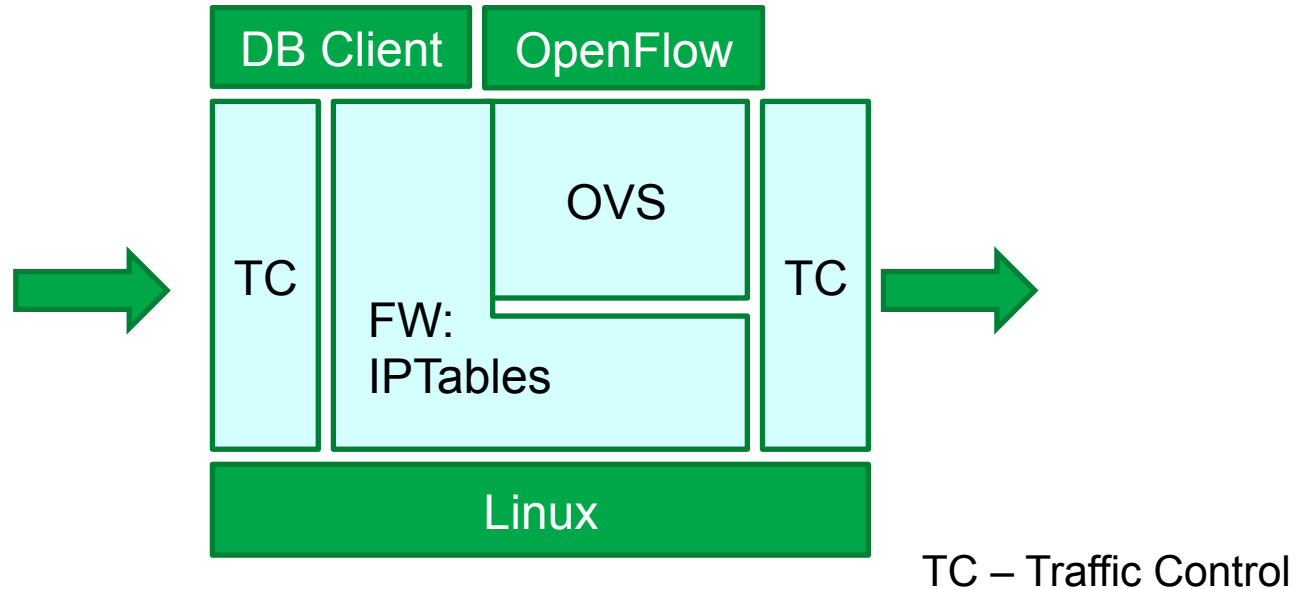 DB Client
OpenFlow
OVS
TC
TC
FW:
IPTables
Linux
TC – Traffic Control